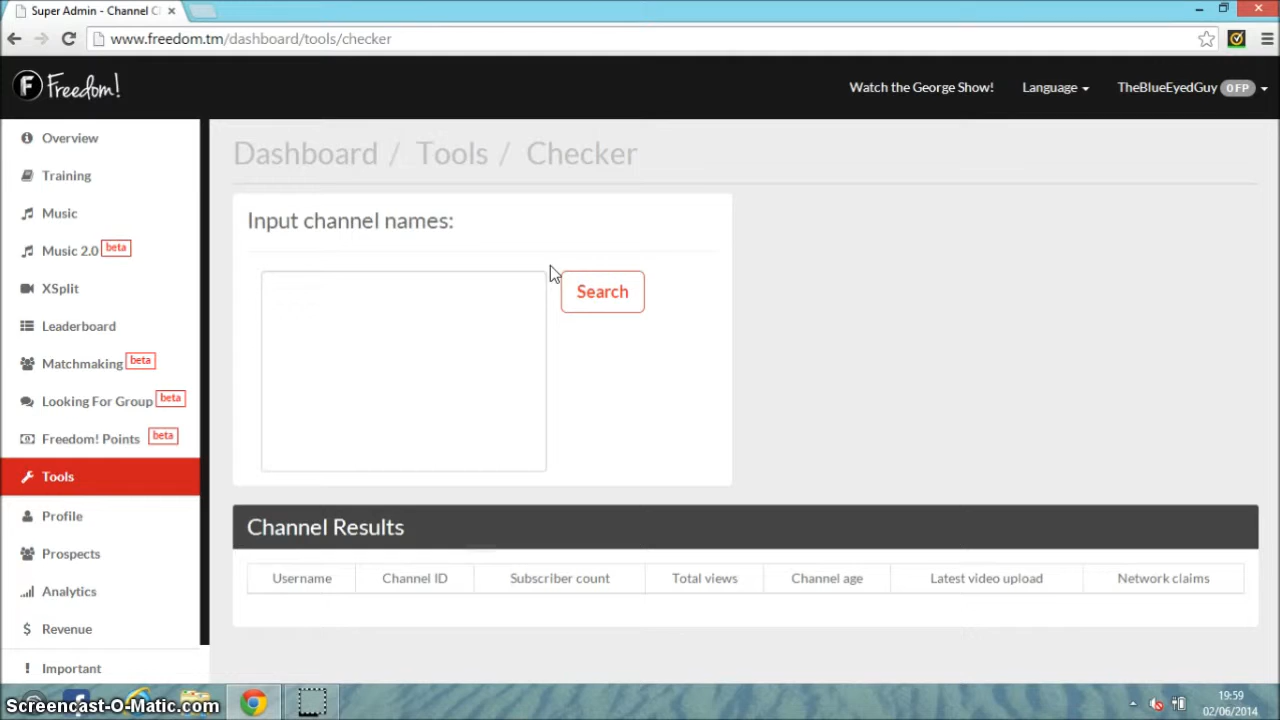 Super Admin - Channel C
www.freedom.tm/dashboard/tools/checker
F Freedom!
Watch the George Show!
Language
TheBlueEyedGuy OFP
Overview
Training
Music
Music 2.0 beta
XSplit
Leaderboard
Matchmaking beta
Looking For Group beta
Freedom! Points beta
Tools
Profile
Prospects
Analytics
$ Revenue
! Important
Dashboard / Tools / Checker
Input channel names:
Search
Channel Results
Username Channel ID Subscriber count Total views Channel age Latest video upload Network claims
Screencast-O-Matic.com
19:59
02/06/2014